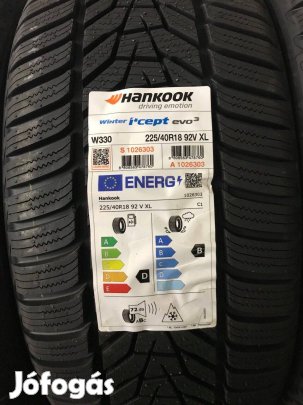 HANKOOK
driving emotion
Winter i*cept evo³
W330
225/40R18 92V XL
S 1026303
A 1026303
ENERG
Hankook
1026303
225/40R18 92 V XL
C1
A
B
C
D
E
D
A
B
C
D
E
B
72 dB
Jófogás